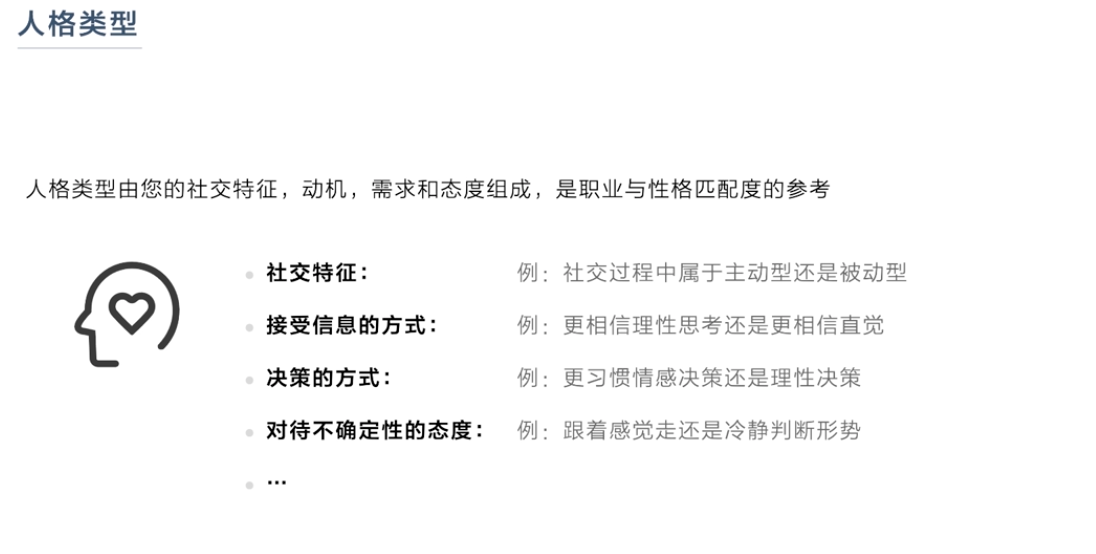 人格类型
人格类型由您的社交特征，动机，需求和态度组成，是职业与性格匹配度的参考
社交特征： 例：社交过程中属于主动型还是被动型
接受信息的方式： 例：更相信理性思考还是更相信直觉
决策的方式： 例：更习惯情感决策还是理性决策
对待不确定性的态度： 例：跟着感觉走还是冷静判断形势
...